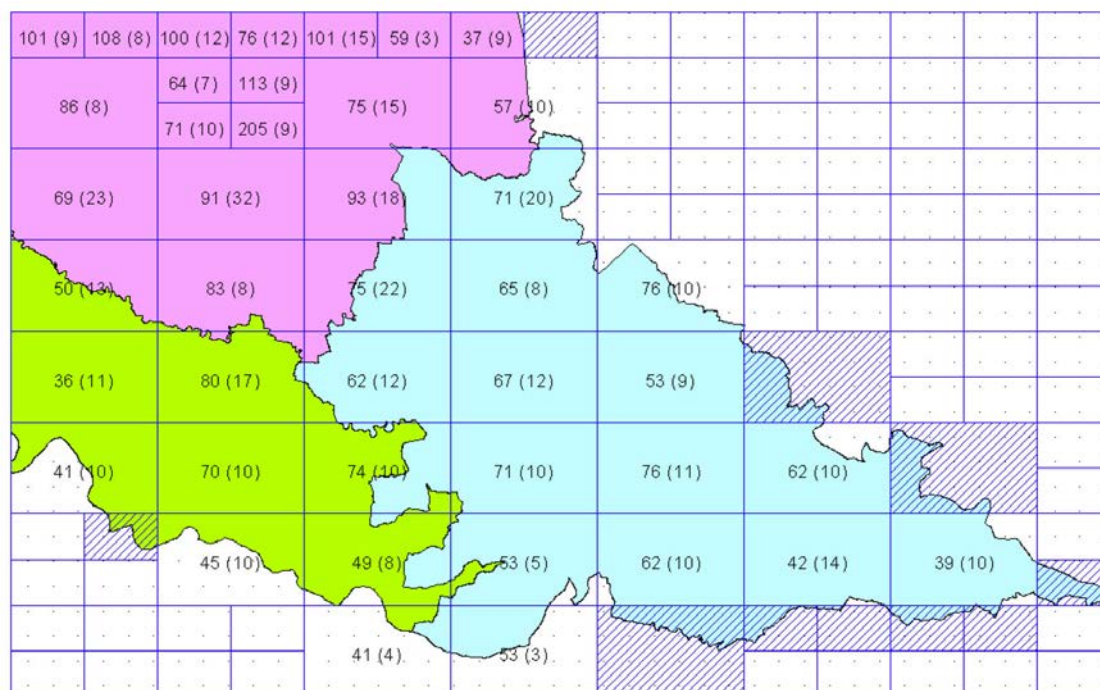 101 (9) 108 (8) 100 (12) 76 (12) 101 (15) 59 (3) 37 (9)
64 (7) 113 (9)
86 (8) 75 (15) 57 (10)
71 (10) 205 (9)
69 (23) 91 (32) 93 (18) 71 (20)
50 (13) 83 (8) 75 (22) 65 (8) 76 (10)
36 (11) 80 (17) 62 (12) 67 (12) 53 (9)
41 (10) 70 (10) 74 (10) 71 (10) 76 (11) 62 (10)
45 (10) 49 (8) 53 (5) 62 (10) 42 (14) 39 (10)
41 (4) 53 (3)